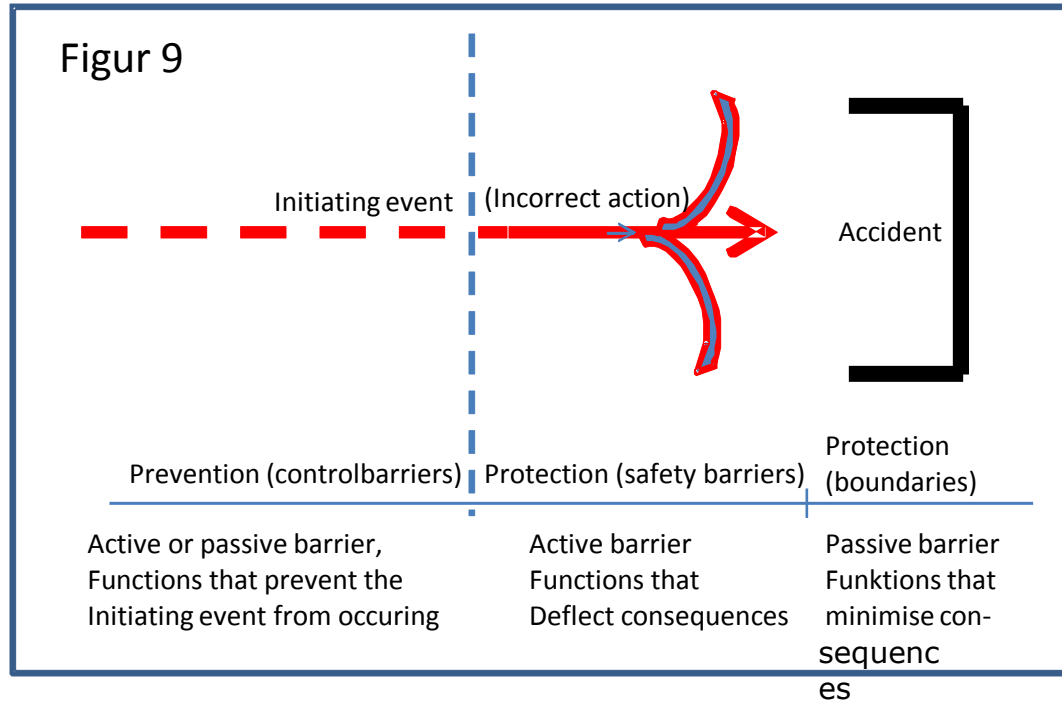 Figur 9
Initiating event
(Incorrect action)
Accident
Prevention (controlbarriers)
Protection (safety barriers)
Protection
(boundaries)
Active or passive barrier,
Functions that prevent the
Initiating event from occuring
Active barrier
Functions that
Deflect consequences
Passive barrier
Funktions that
minimise con-
sequenc
es